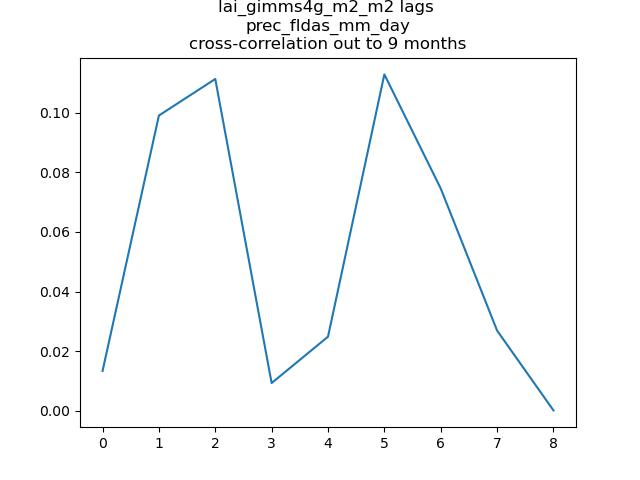 lai_gimms4g_m2_m2 lags
prec_fldas_mm_day
cross-correlation out to 9 months
0.10
0.08
0.06
0.04
0.02
0.00
0 1 2 3 4 5 6 7 8